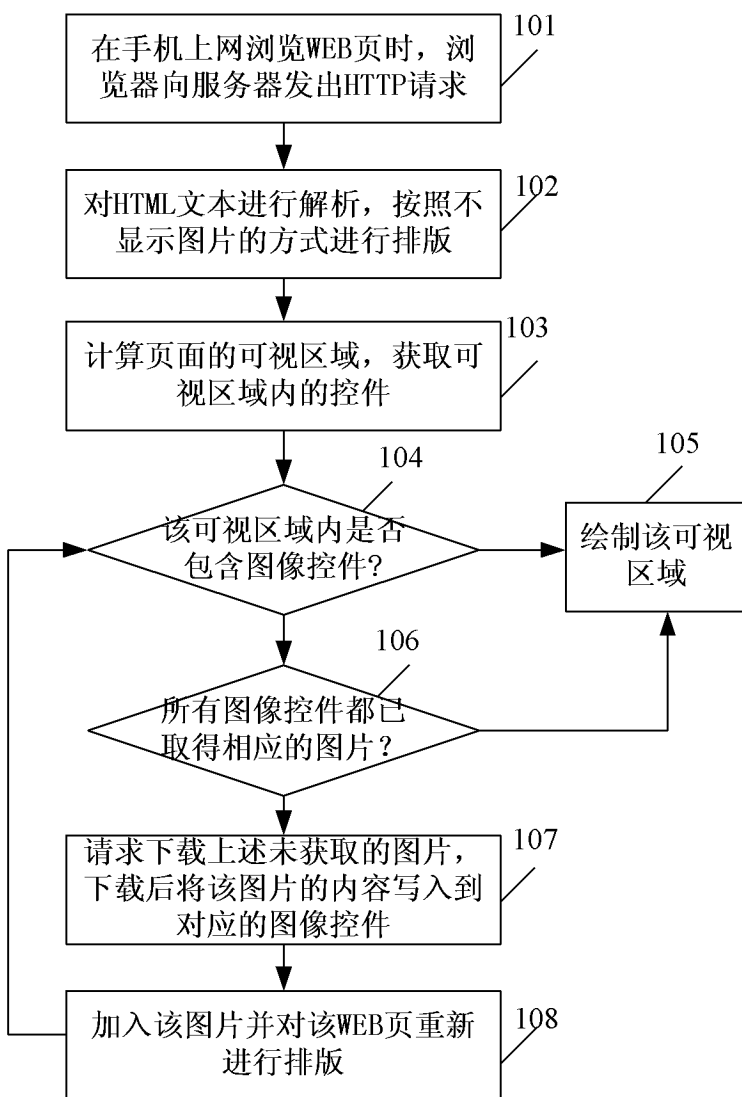 101
在手机上网浏览WEB页时，浏
览器向服务器发出HTTP请求
102
对HTML文本进行解析，按照不
显示图片的方式进行排版
103
计算页面的可视区域，获取可
视区域内的控件
104
该可视区域内是否
包含图像控件?
105
绘制该可视
区域
106
所有图像控件都已
取得相应的图片？
107
请求下载上述未获取的图片，
下载后将该图片的内容写入到
对应的图像控件
108
加入该图片并对该WEB页重新
进行排版